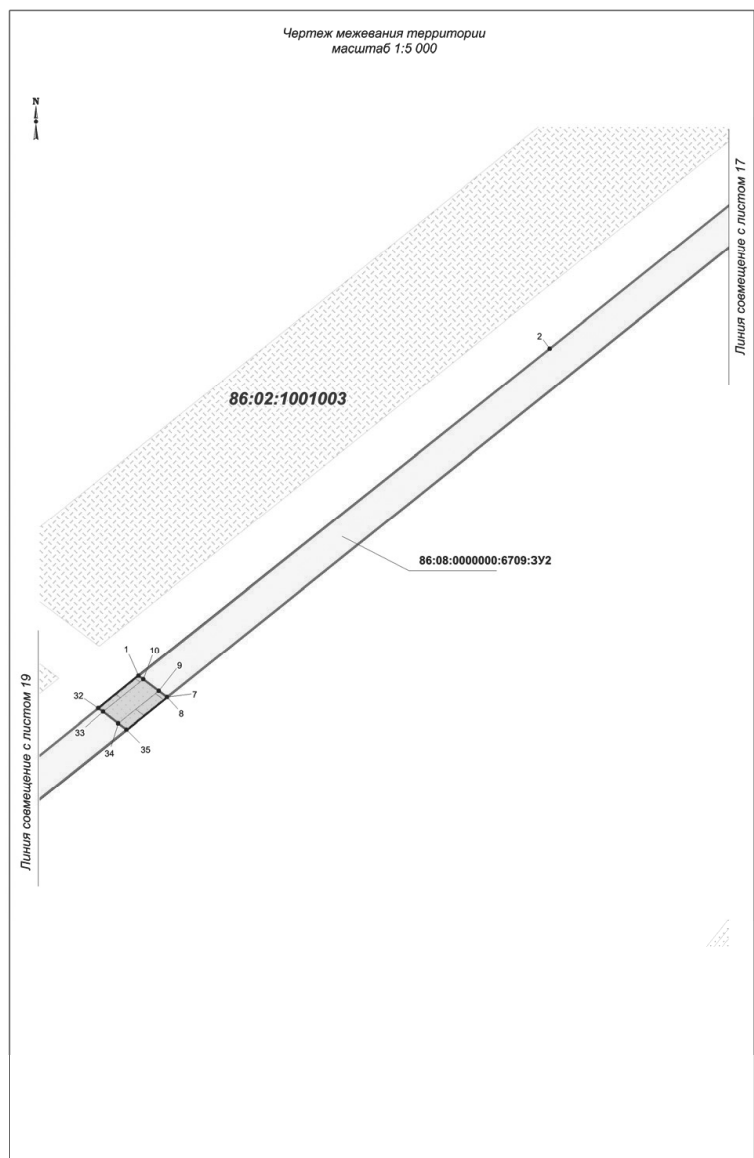 Чертеж межевания территории
масштаб 1:5 000
N
Линия совмещение с листом 17
2
86:02:1001003
86:08:0000000:6709:ЗУ2
1
10
9
7
8
32
33
34
35
Линия совмещение с листом 19